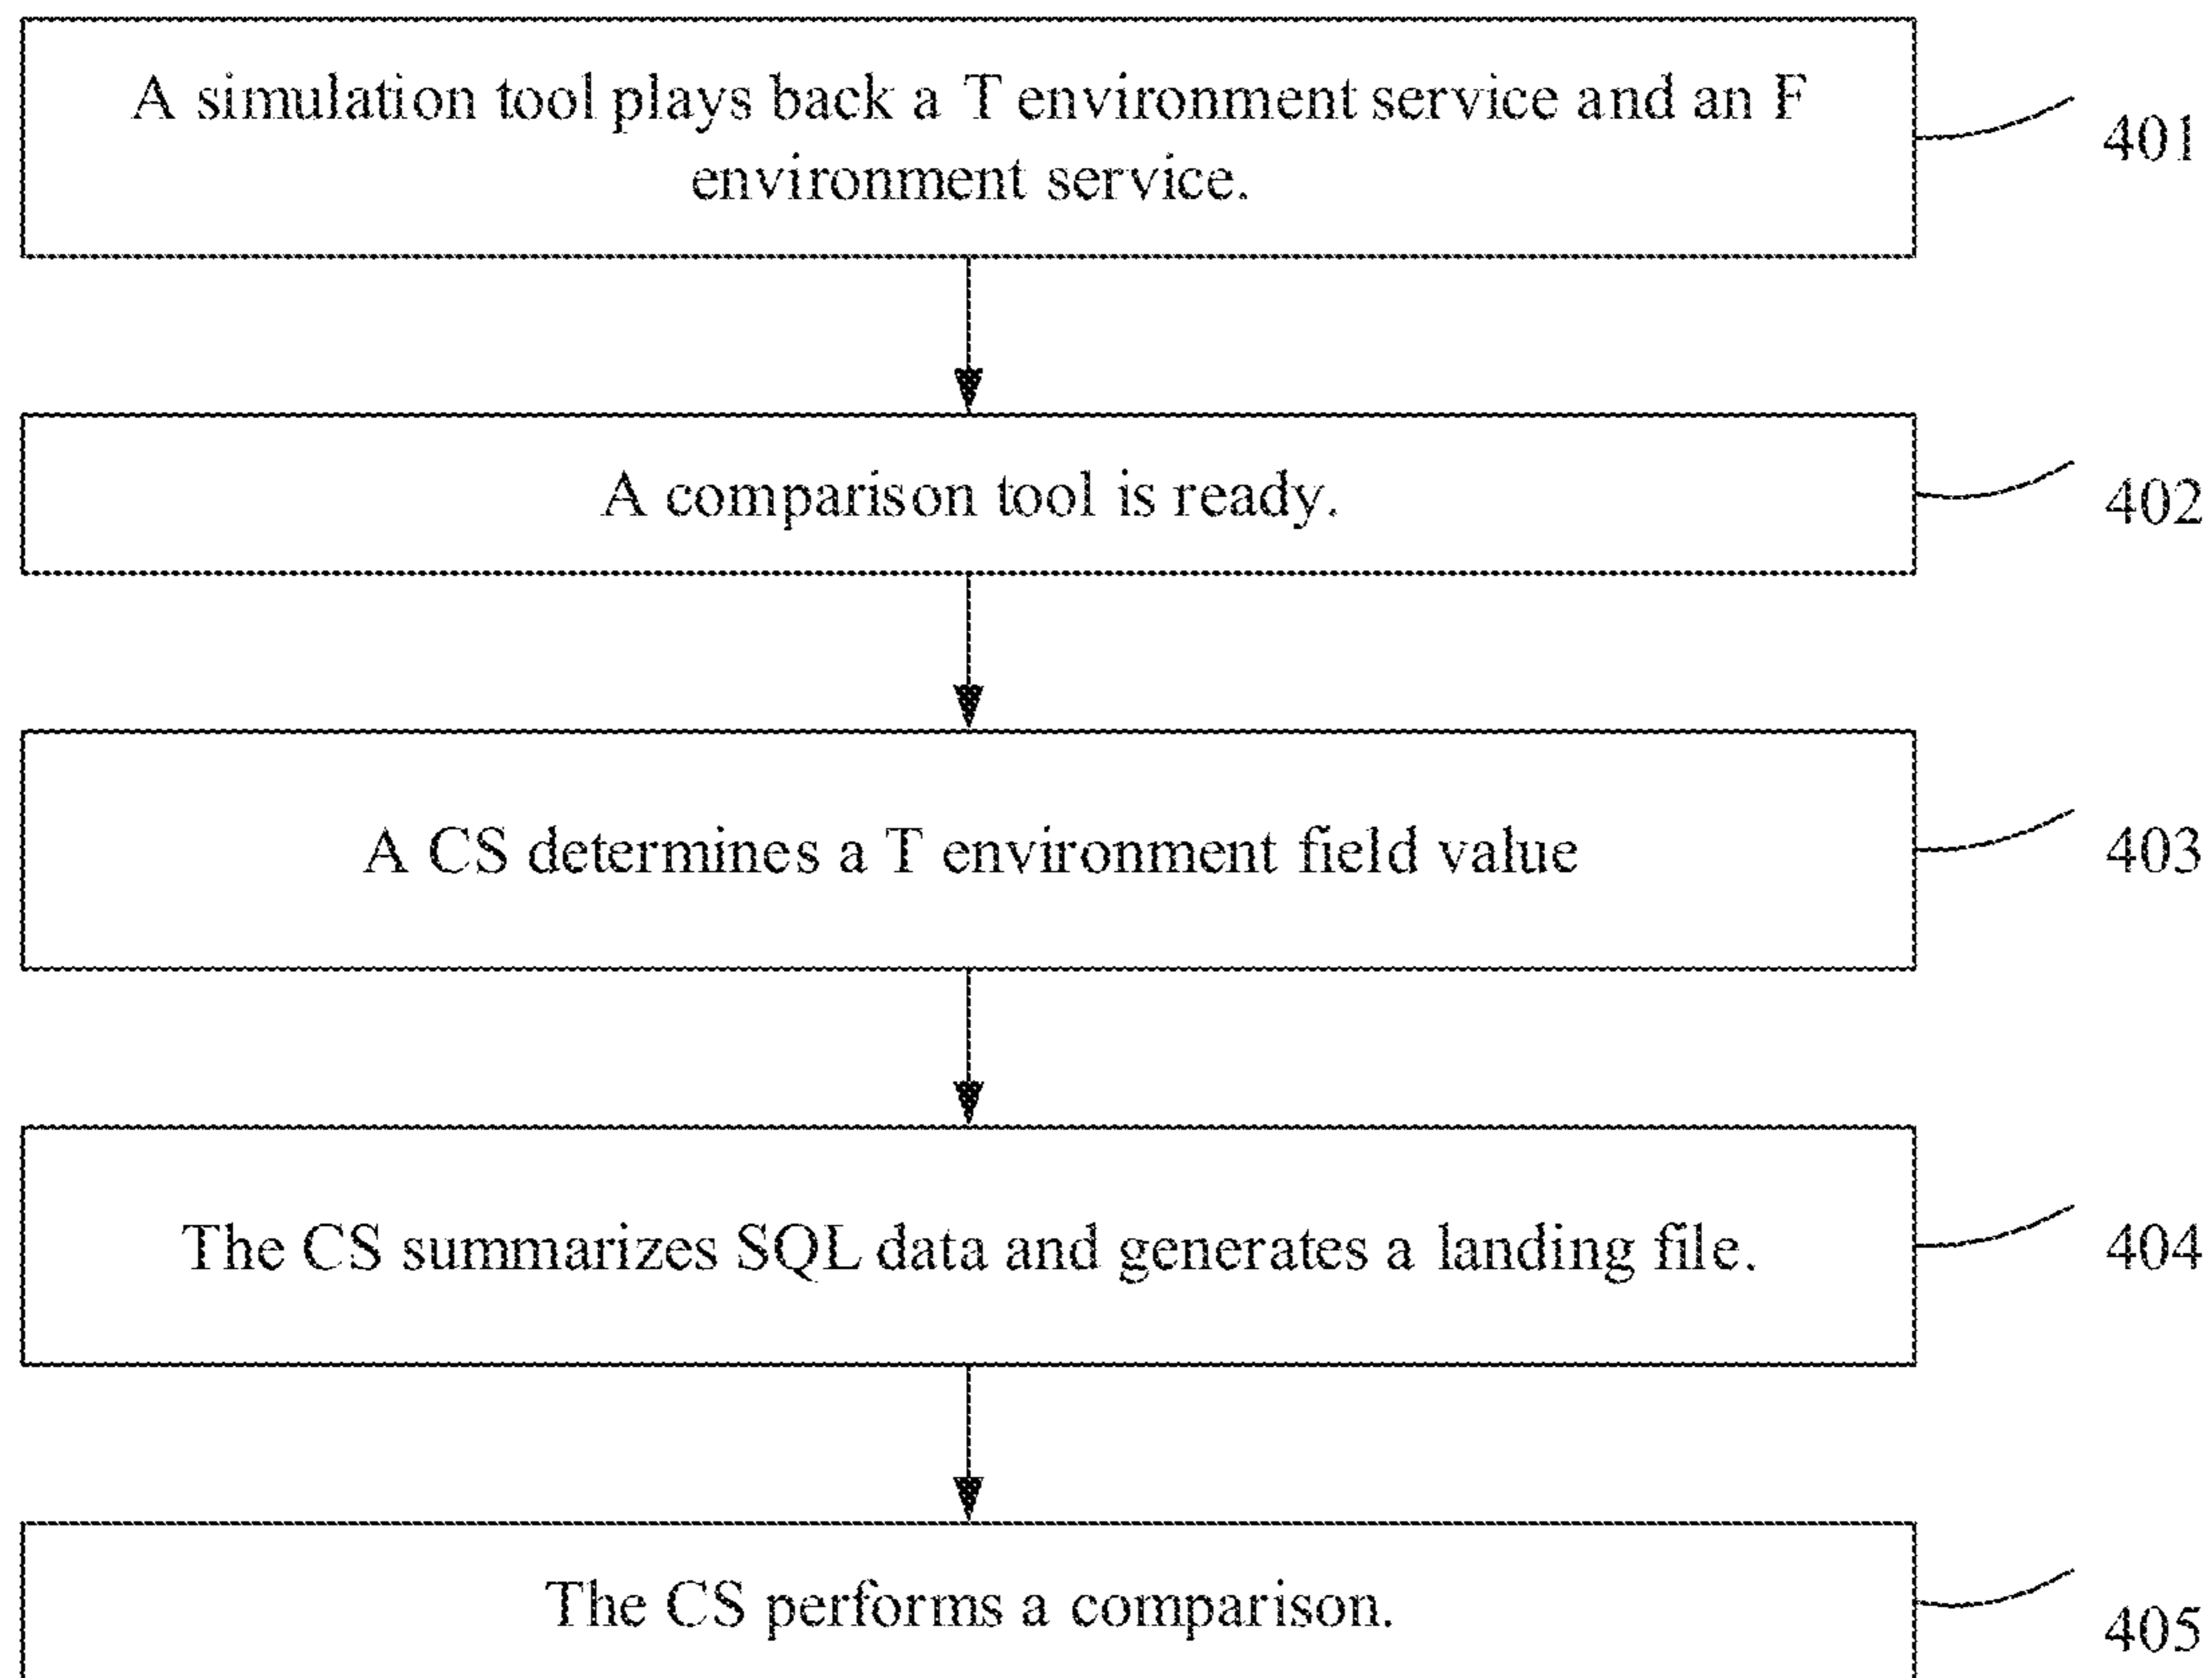 A simulation tool plays back a T environment service and an F
environment service.
401
A comparison tool is ready.
402
A CS determines a T environment field value
403
The CS summarizes SQL data and generates a landing file.
404
The CS performs a comparison.
405